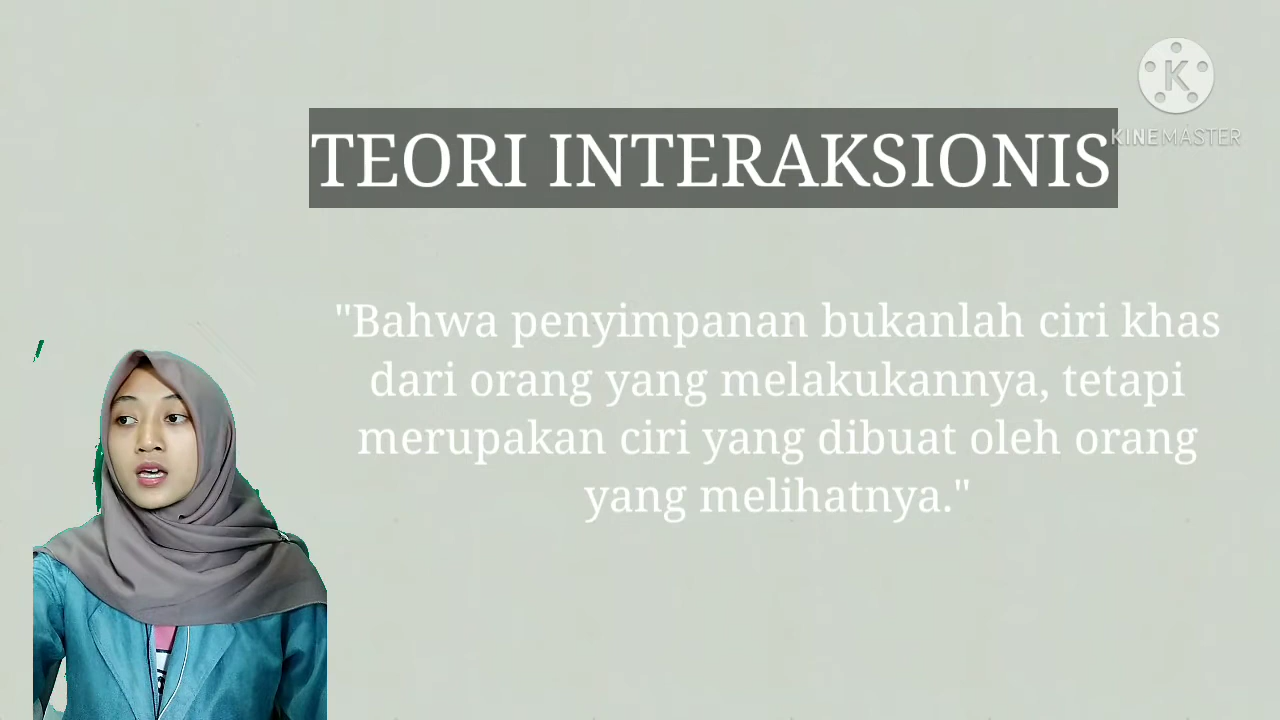 K
KINEMASTER
TEORI INTERAKSIONIS
"Bahwa penyimpanan bukanlah ciri khas
dari orang yang melakukannya, tetapi
merupakan ciri yang dibuat oleh orang
yang melihatnya."